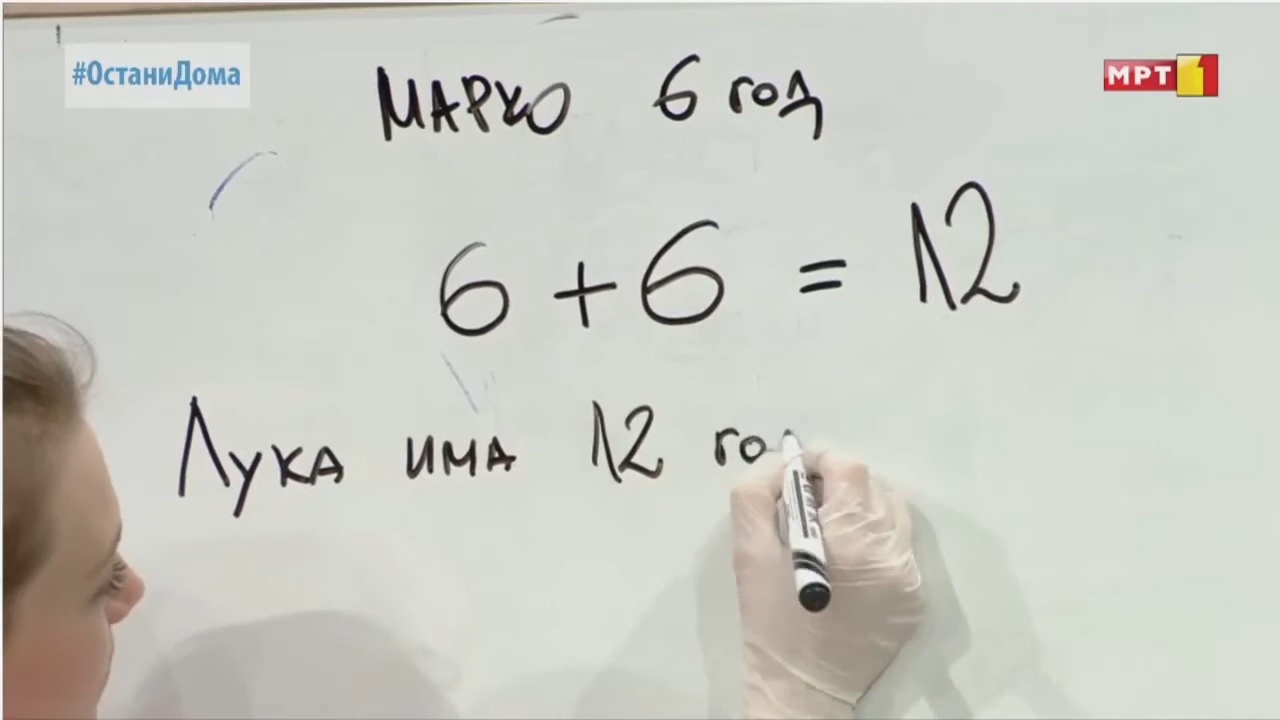 #ОстаниДома
МРТ 1
МАРКО 6 год
6 + 6 = 12
Лука има 12 го